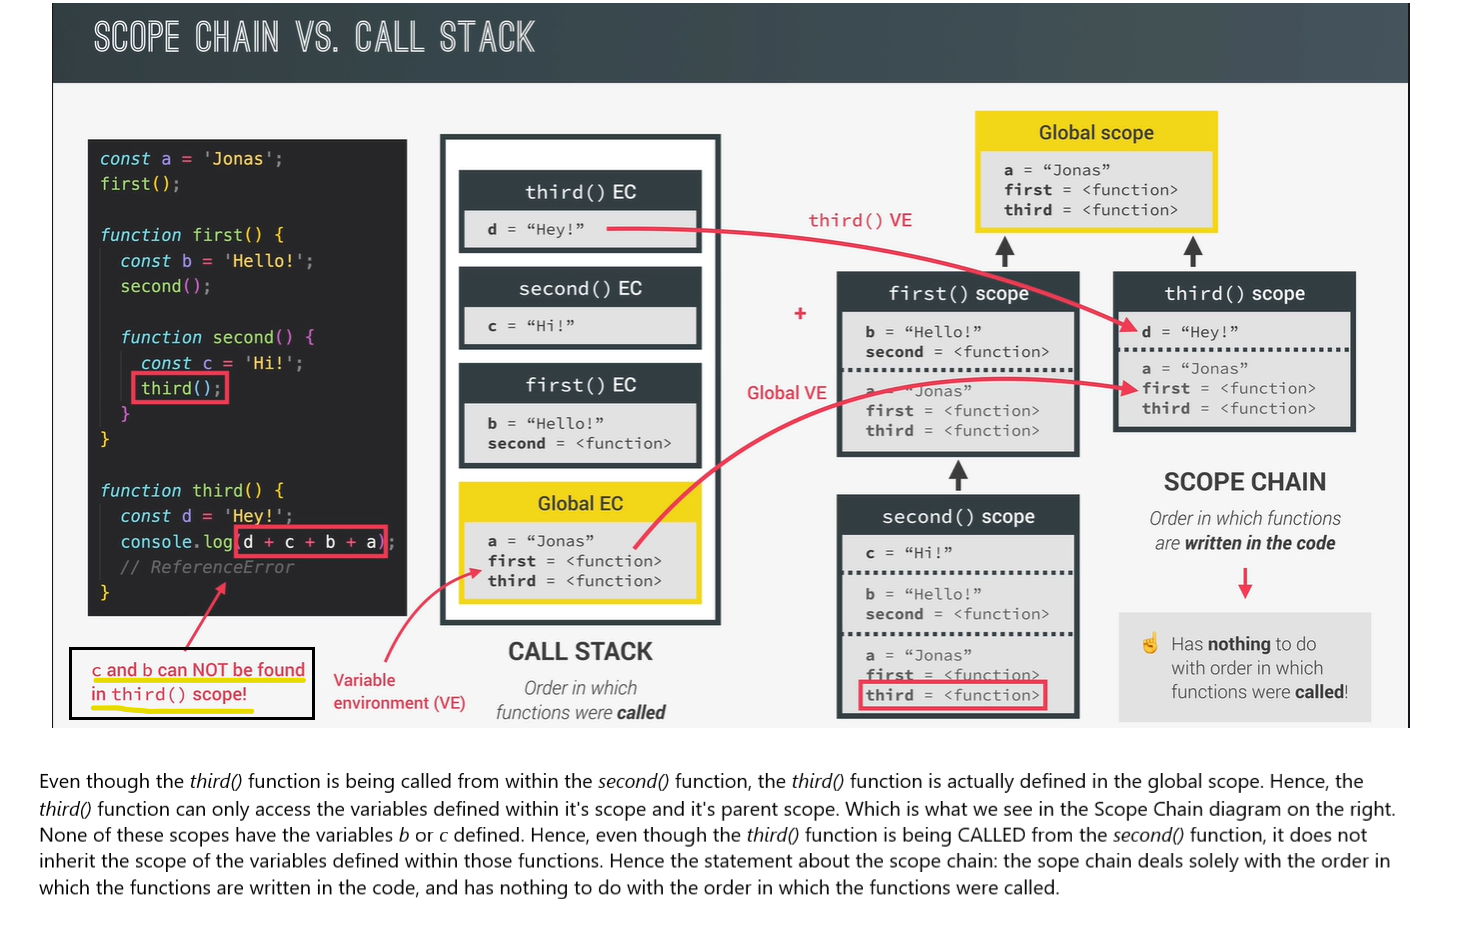 SCOPE CHAIN VS. CALL STACK
const a = 'Jonas';
first();
function first() {
const b = 'Hello!';
second();
function second() {
const c = 'Hi!';
third();
}
}
function third() {
const d = 'Hey!';
console.log(d + c + b + a);
// ReferenceError
}
c and b can NOT be found
in third() scope!
third() EC
d = “Hey!”
second() EC
c = “Hi!”
first() EC
b = “Hello!”
second = <function>
Global EC
a = “Jonas”
first = <function>
third = <function>
CALL STACK
Order in which
functions were called
Variable
environment (VE)
third() VE
+
Global VE
Global scope
a = “Jonas”
first = <function>
third = <function>
first() scope
b = “Hello!”
second = <function>
a = “Jonas”
first = <function>
third = <function>
second() scope
c = “Hi!”
b = “Hello!”
second = <function>
a = “Jonas”
first = <function>
third = <function>
third() scope
d = “Hey!”
a = “Jonas”
first = <function>
third = <function>
SCOPE CHAIN
Order in which functions
are written in the code
☝ Has nothing to do
with order in which
functions were called!
Even though the third() function is being called from within the second() function, the third() function is actually defined in the global scope. Hence, the
third() function can only access the variables defined within it's scope and it's parent scope. Which is what we see in the Scope Chain diagram on the right.
None of these scopes have the variables b or c defined. Hence, even though the third() function is being CALLED from the second() function, it does not
inherit the scope of the variables defined within those functions. Hence the statement about the scope chain: the sope chain deals solely with the order in
which the functions are written in the code, and has nothing to do with the order in which the functions were called.